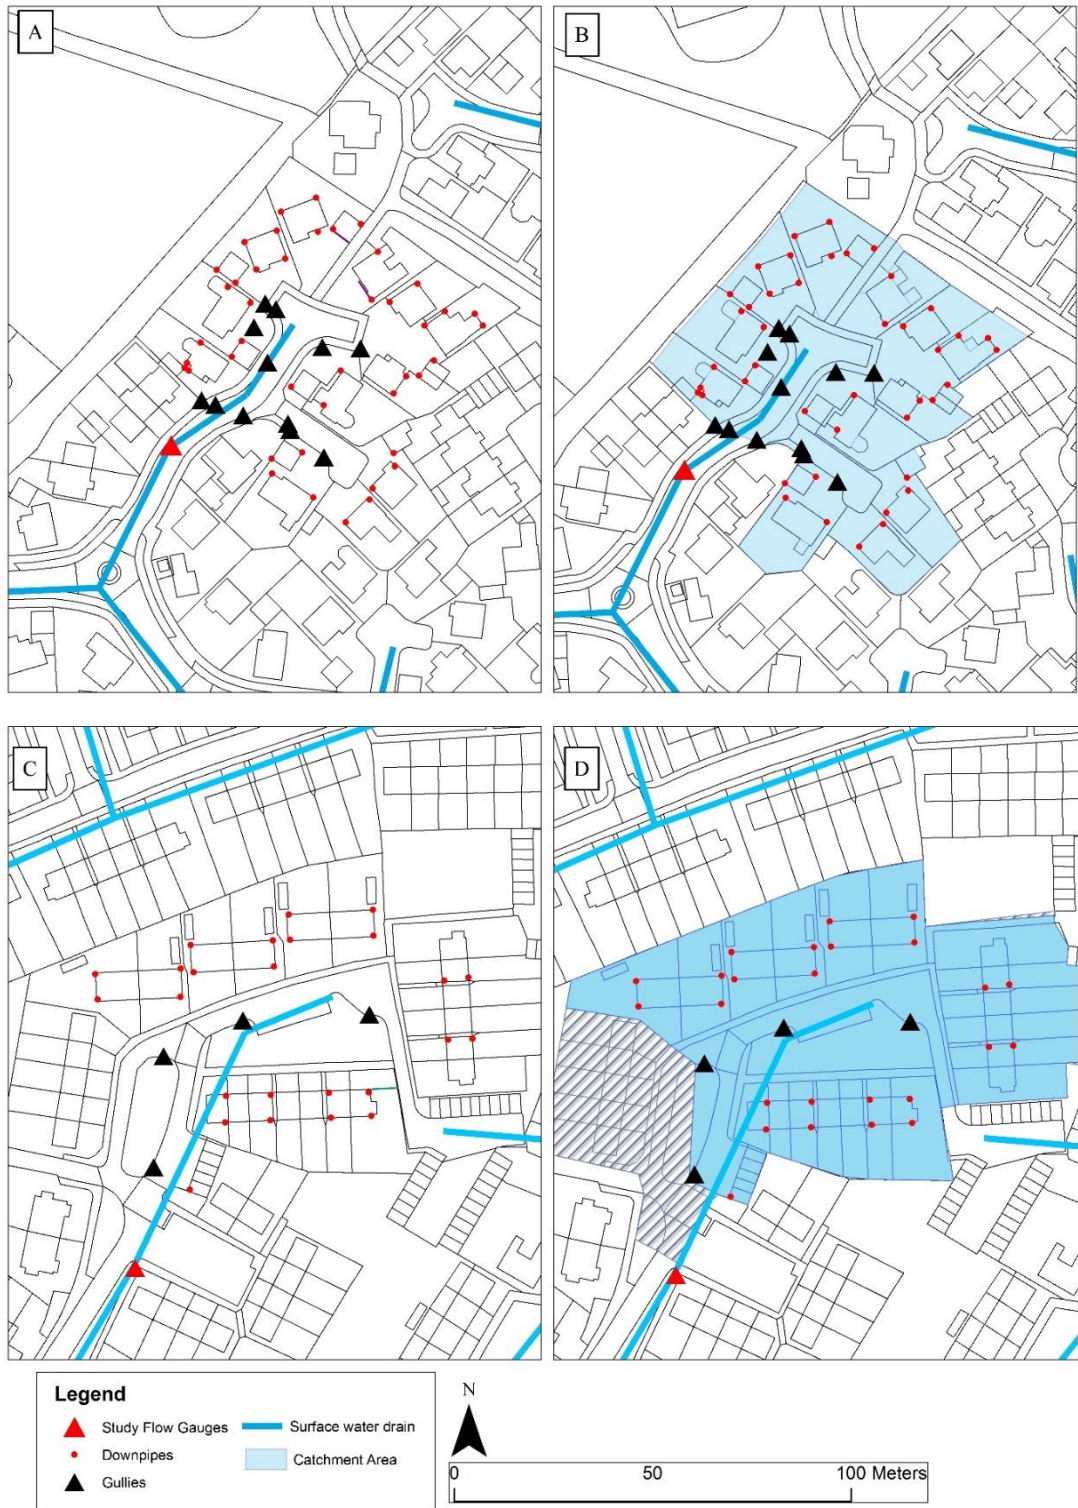 A
B
C
D
Legend
Study Flow Gauges
Surface water drain
Downpipes
Catchment Area
Gullies
N
0
50
100 Meters